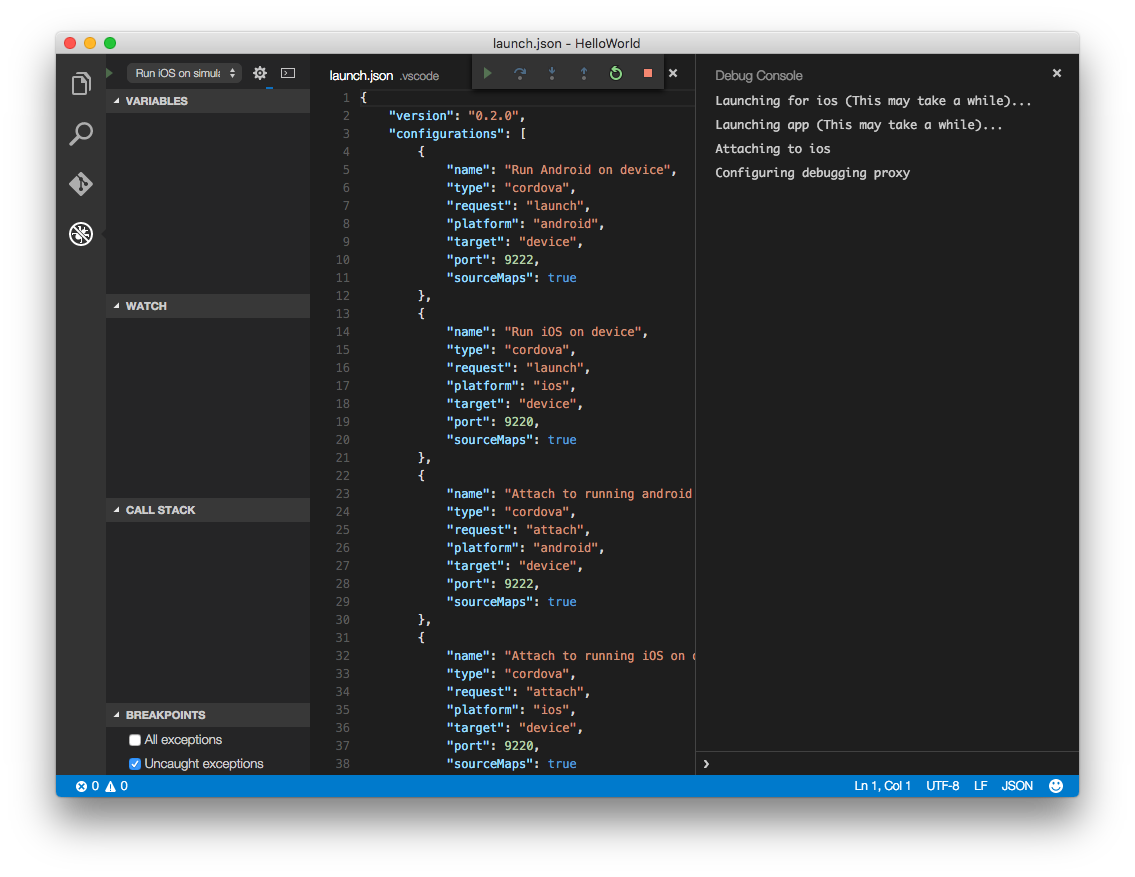 launch.json - HelloWorld
Run iOS on simula
VARIABLES
WATCH
CALL STACK
BREAKPOINTS
All exceptions
Uncaught exceptions
launch.json .vscode
1 {
2 "version": "0.2.0",
3 "configurations": [
4 {
5 "name": "Run Android on device",
6 "type": "cordova",
7 "request": "launch",
8 "platform": "android",
9 "target": "device",
10 "port": 9222,
11 "sourceMaps": true
12 },
13 {
14 "name": "Run iOS on device",
15 "type": "cordova",
16 "request": "launch",
17 "platform": "ios",
18 "target": "device",
19 "port": 9220,
20 "sourceMaps": true
21 },
22 {
23 "name": "Attach to running android
24 "type": "cordova",
25 "request": "attach",
26 "platform": "android",
27 "target": "device",
28 "port": 9222,
29 "sourceMaps": true
30 },
31 {
32 "name": "Attach to running iOS on
33 "type": "cordova",
34 "request": "attach",
35 "platform": "ios",
36 "target": "device",
37 "port": 9220,
38 "sourceMaps": true
Debug Console
Launching for ios (This may take a while)...
Launching app (This may take a while)...
Attaching to ios
Configuring debugging proxy
0 0
Ln 1, Col 1 UTF-8 LF JSON